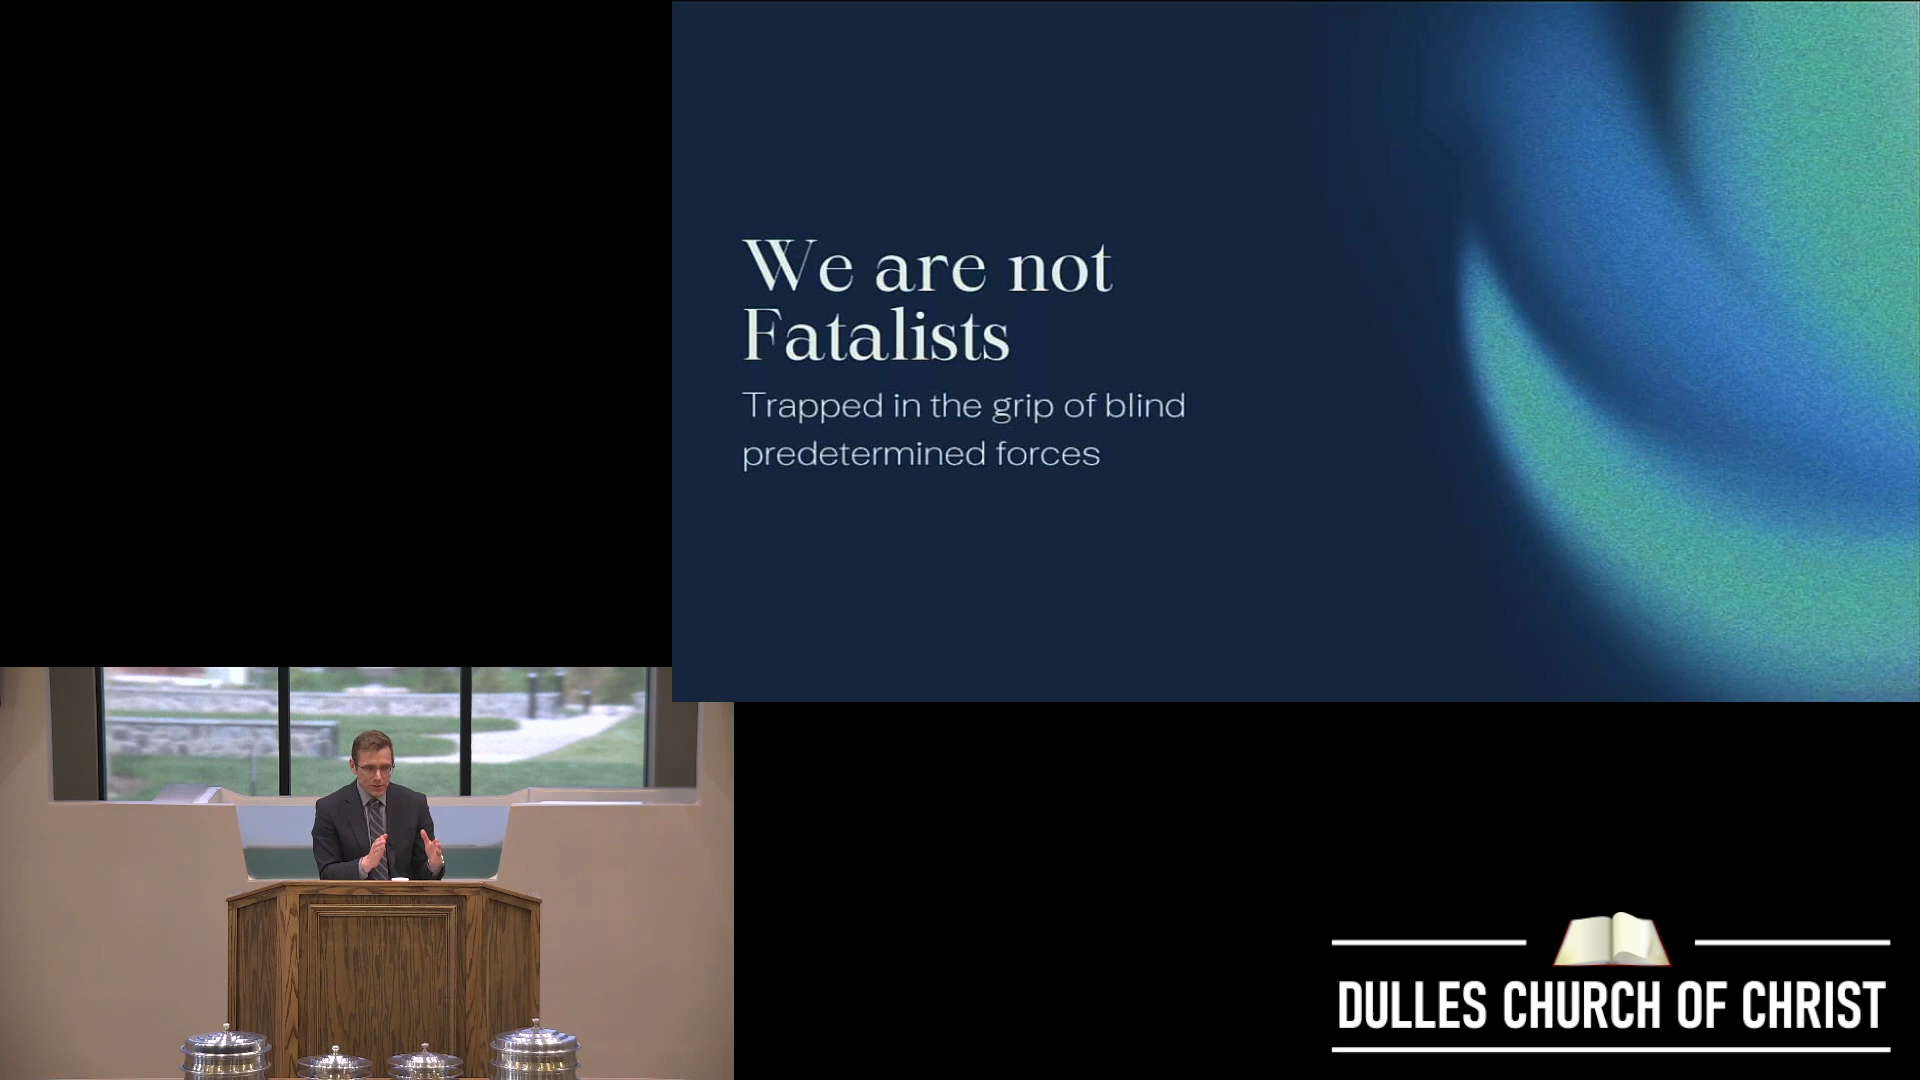 We are not
Fatalists
Trapped in the grip of blind
predetermined forces
DULLES CHURCH OF CHRIST